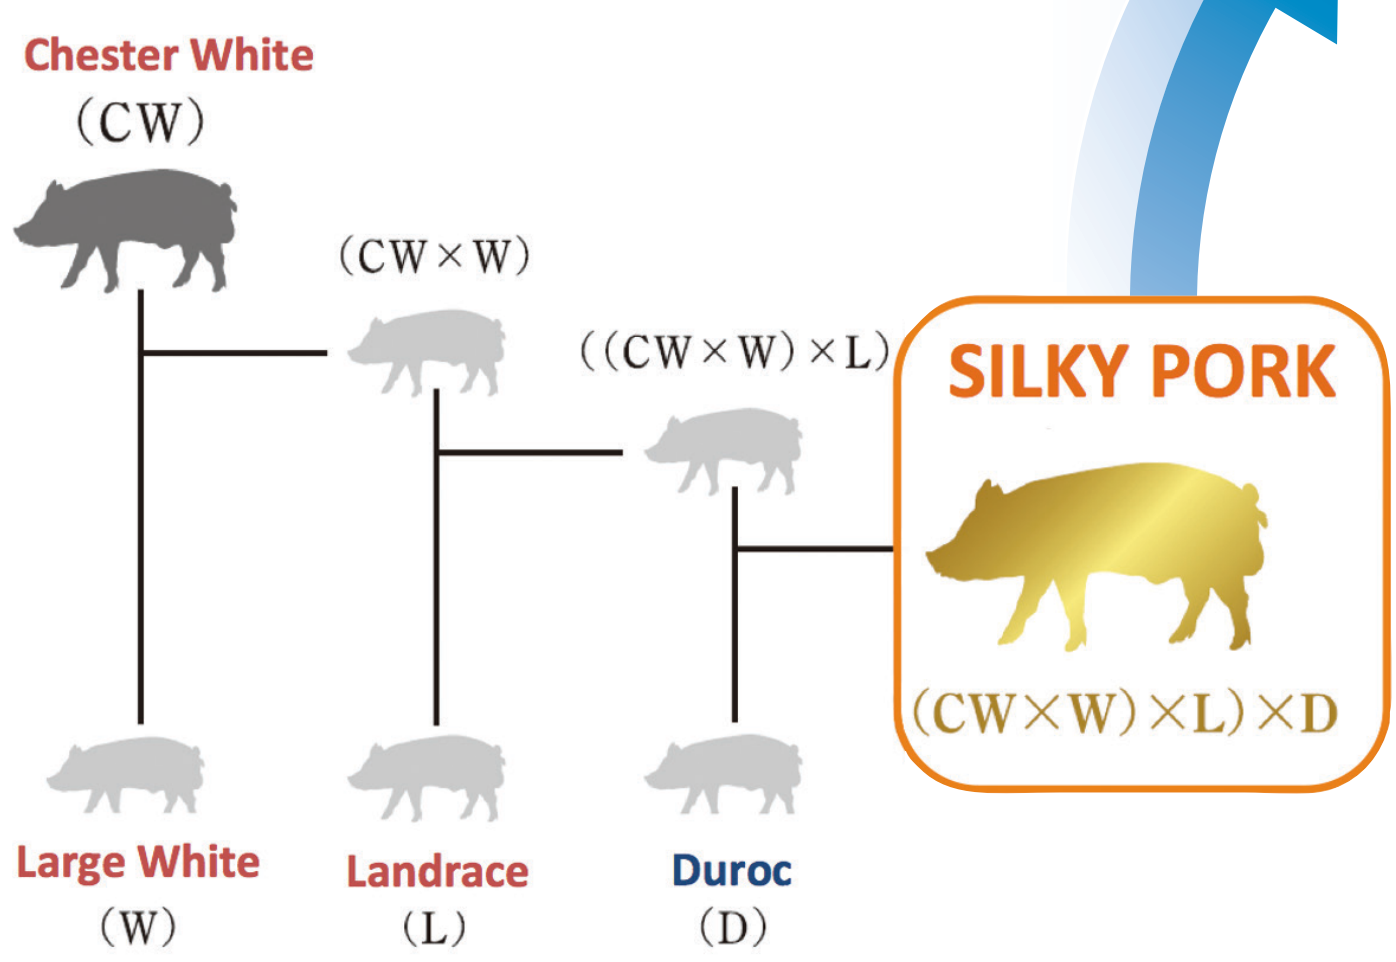 Chester White
(CW)
(CW×W)
((CW×W)×L)
SILKY PORK
(CW×W)×L)×D
Large White
(W)
Landrace
(L)
Duroc
(D)